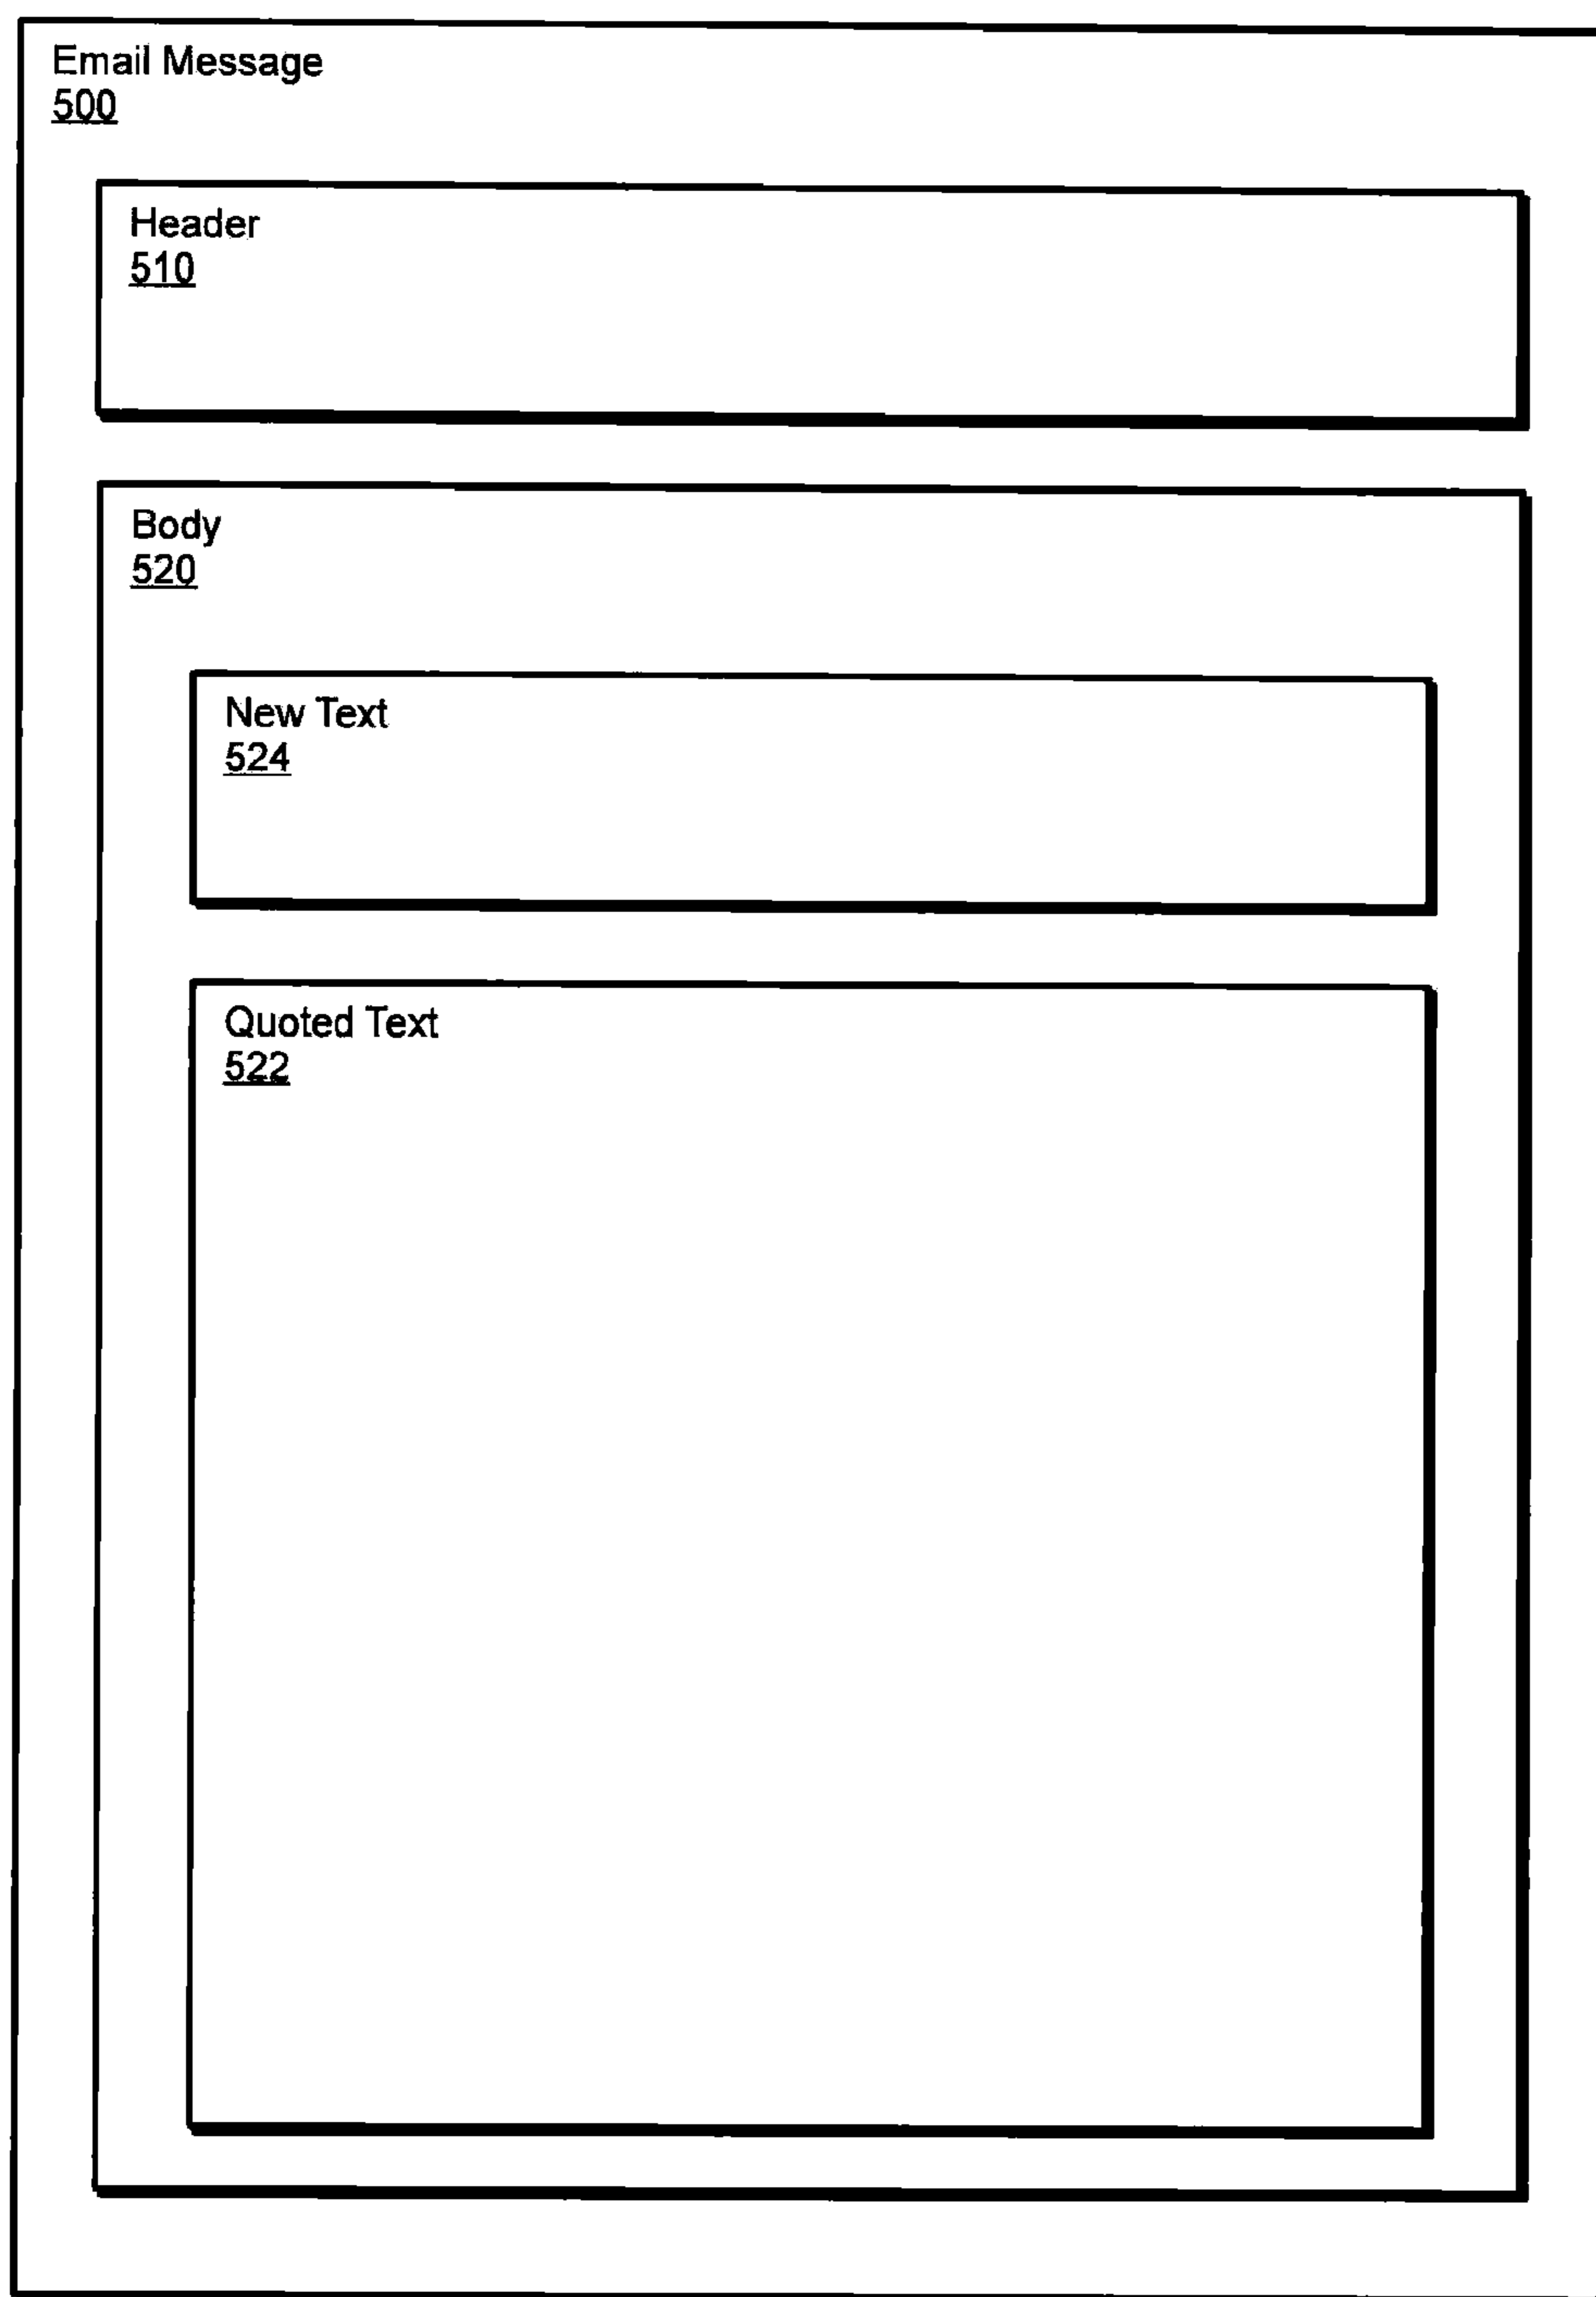 Email Message
500
Header
510
Body
520
New Text
524
Quoted Text
522